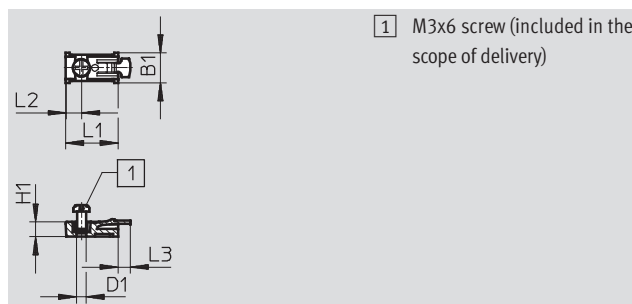 1 M3x6 screw (included in the
scope of delivery)
B1
L2
L1
1
H1
L3
D1